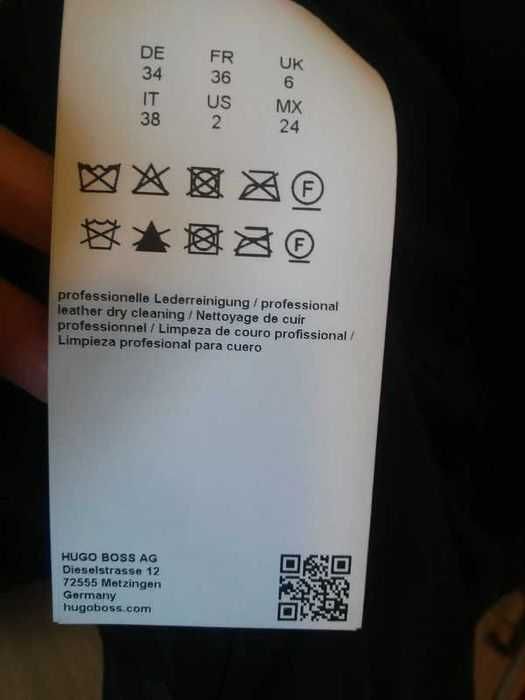 DE FR UK
34 36 6
IT US MX
38 2 24
F
F
professionelle Lederreinigung / professional
leather dry cleaning / Nettoyage de cuir
professionnel / Limpeza de couro profissional /
Limpieza profesional para cuero
HUGO BOSS AG
Dieselstrasse 12
72555 Metzingen
Germany
hugoboss.com